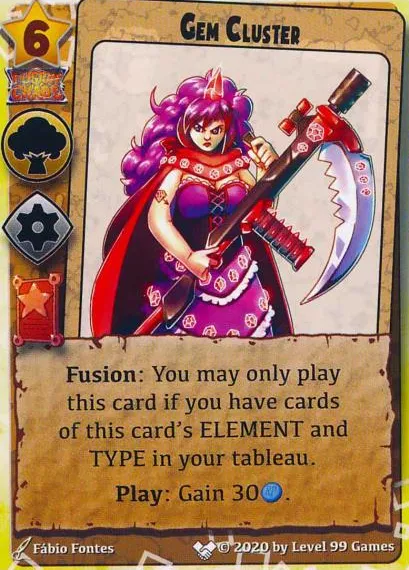 6
GEM CLUSTER
Fusion: You may only play
this card if you have cards
of this card's ELEMENT and
TYPE in your tableau.
Play: Gain 30.
Fábio Fontes
© 2020 by Level 99 Games